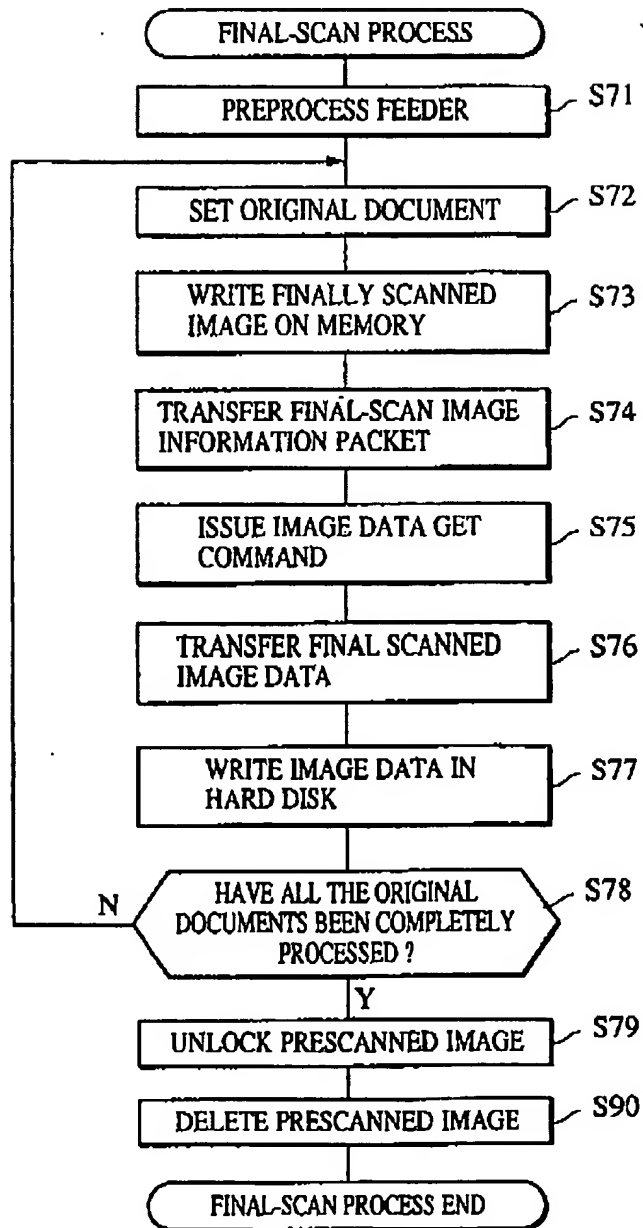 FINAL-SCAN PROCESS
PREPROCESS FEEDER
S71
SET ORIGINAL DOCUMENT
S72
WRITE FINALLY SCANNED
IMAGE ON MEMORY
S73
TRANSFER FINAL-SCAN IMAGE
INFORMATION PACKET
S74
ISSUE IMAGE DATA GET
COMMAND
S75
TRANSFER FINAL SCANNED
IMAGE DATA
S76
WRITE IMAGE DATA IN
HARD DISK
S77
N
HAVE ALL THE ORIGINAL
DOCUMENTS BEEN COMPLETELY
PROCESSED ?
S78
Y
UNLOCK PRESCANNED IMAGE
S79
DELETE PRESCANNED IMAGE
S90
FINAL-SCAN PROCESS END